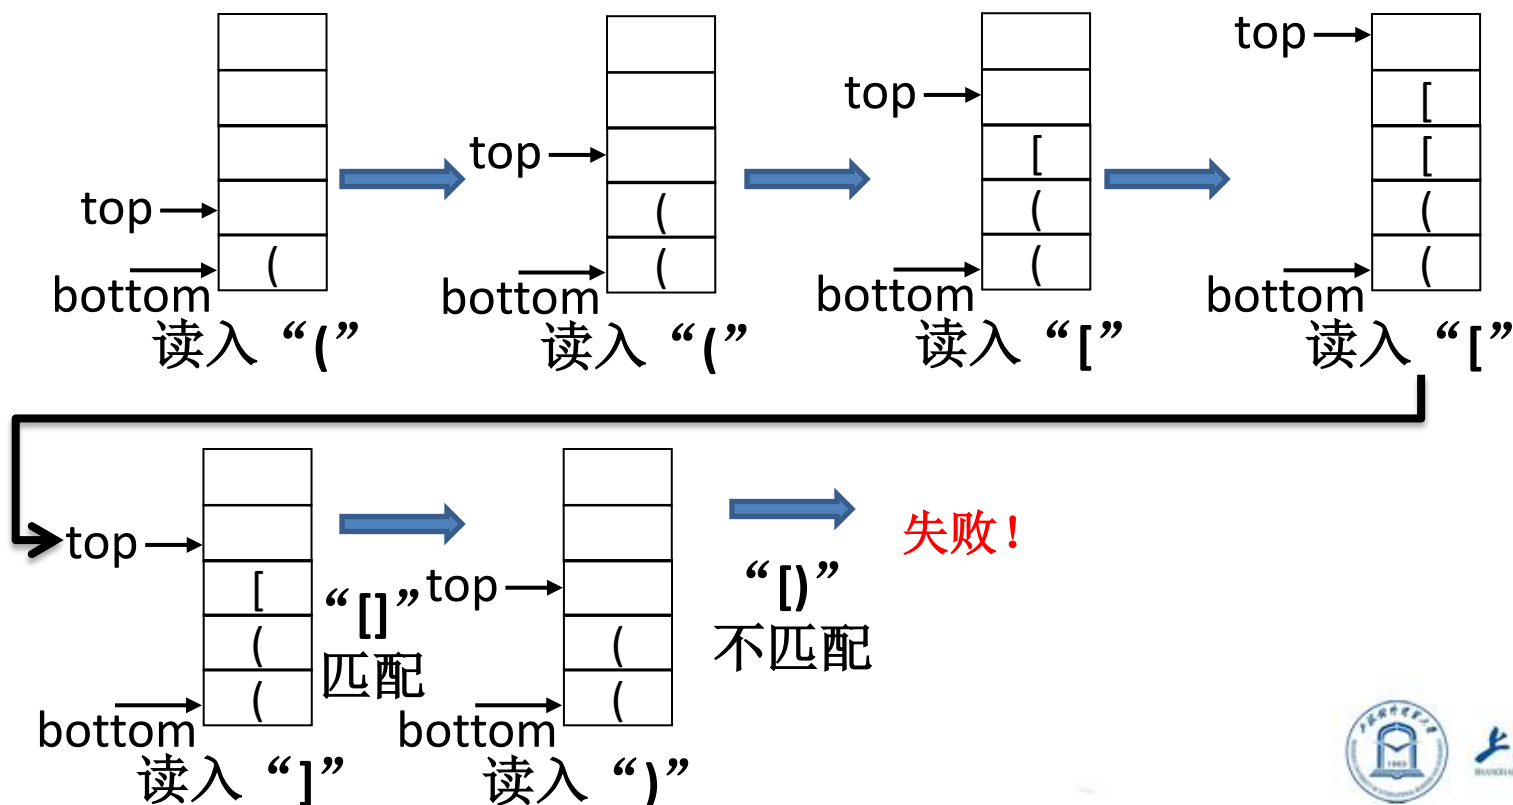 top
(
bottom
读入“(”
top
(
(
bottom
读入“(”
top
[
(
(
bottom
读入“[”
top
[
[
(
(
bottom
读入“[”
top
[
(
(
bottom
读入“]”
“[]”
匹配
top
(
(
bottom
读入“)”
“[)”
不匹配
失败！